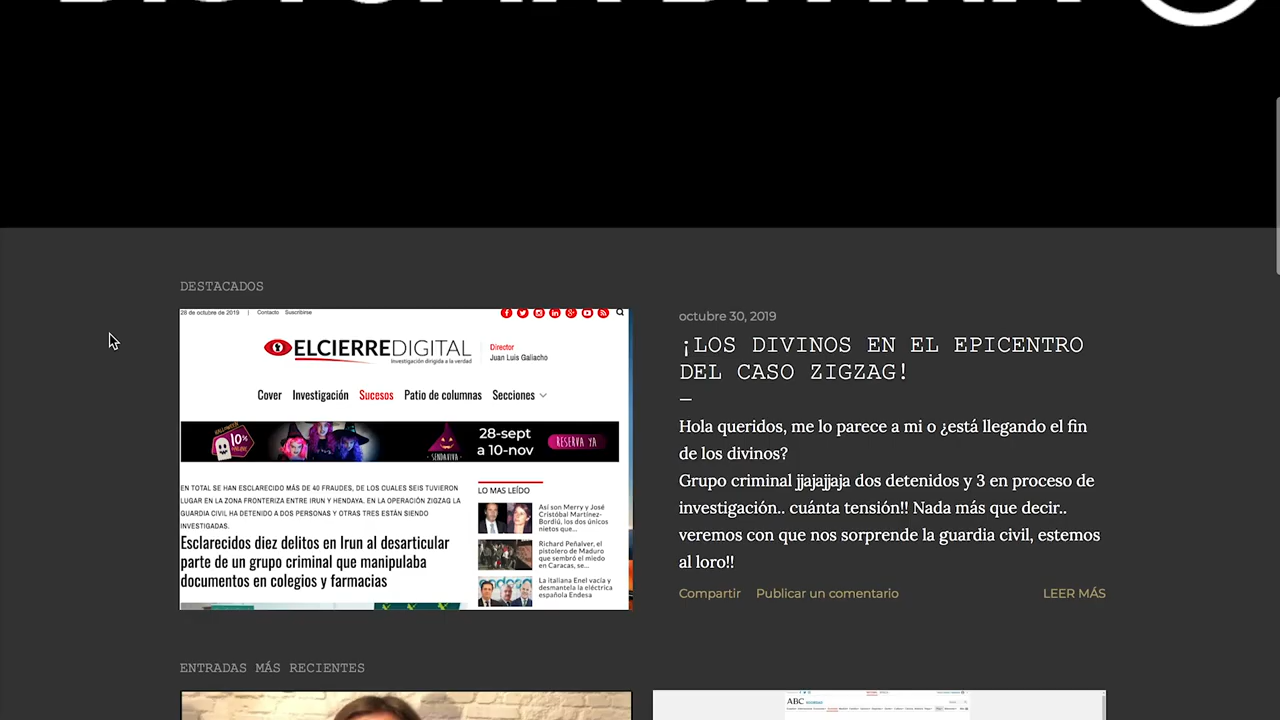 DESTACADOS
28 de octubre de 2019 | Contacto Suscribirse
ELCIERREDIGITAL
Investigación dirigida a la verdad
Director
Juan Luis Galiacho
Cover Investigación Sucesos Patio de columnas Secciones
10%
SENDAVIVA
28-sept
a 10-nov
RESERVA YA
EN TOTAL SE HAN ESCLARECIDO MÁS DE 40 FRAUDES, DE LOS CUALES SEIS TUVIERON
LUGAR EN LA ZONA FRONTERIZA ENTRE IRUN Y HENDAYA. EN LA OPERACIÓN ZIGZAG LA
GUARDIA CIVIL HA DETENIDO A DOS PERSONAS Y OTRAS TRES ESTÁN SIENDO
INVESTIGADAS.
Esclarecidos diez delitos en Irun al desarticular
parte de un grupo criminal que manipulaba
documentos en colegios y farmacias
LO MAS LEÍDO
Así son Merry y José
Cristóbal Martínez-
Bordiú, los dos únicos
nietos que...
Richard Peñalver, el
pistolero de Maduro
que sembró el miedo
en Caracas, se...
La italiana Enel vacía y
desmantela la eléctrica
española Endesa
octubre 30, 2019
¡LOS DIVINOS EN EL EPICENTRO
DEL CASO ZIGZAG!
Hola queridos, me lo parece a mi o ¿está llegando el fin
de los divinos?
Grupo criminal jjajajjaja dos detenidos y 3 en proceso de
investigación.. cuánta tensión!! Nada más que decir..
veremos con que nos sorprende la guardia civil, estemos
al loro!!
Compartir Publicar un comentario LEER MÁS
ENTRADAS MÁS RECIENTES
ABC